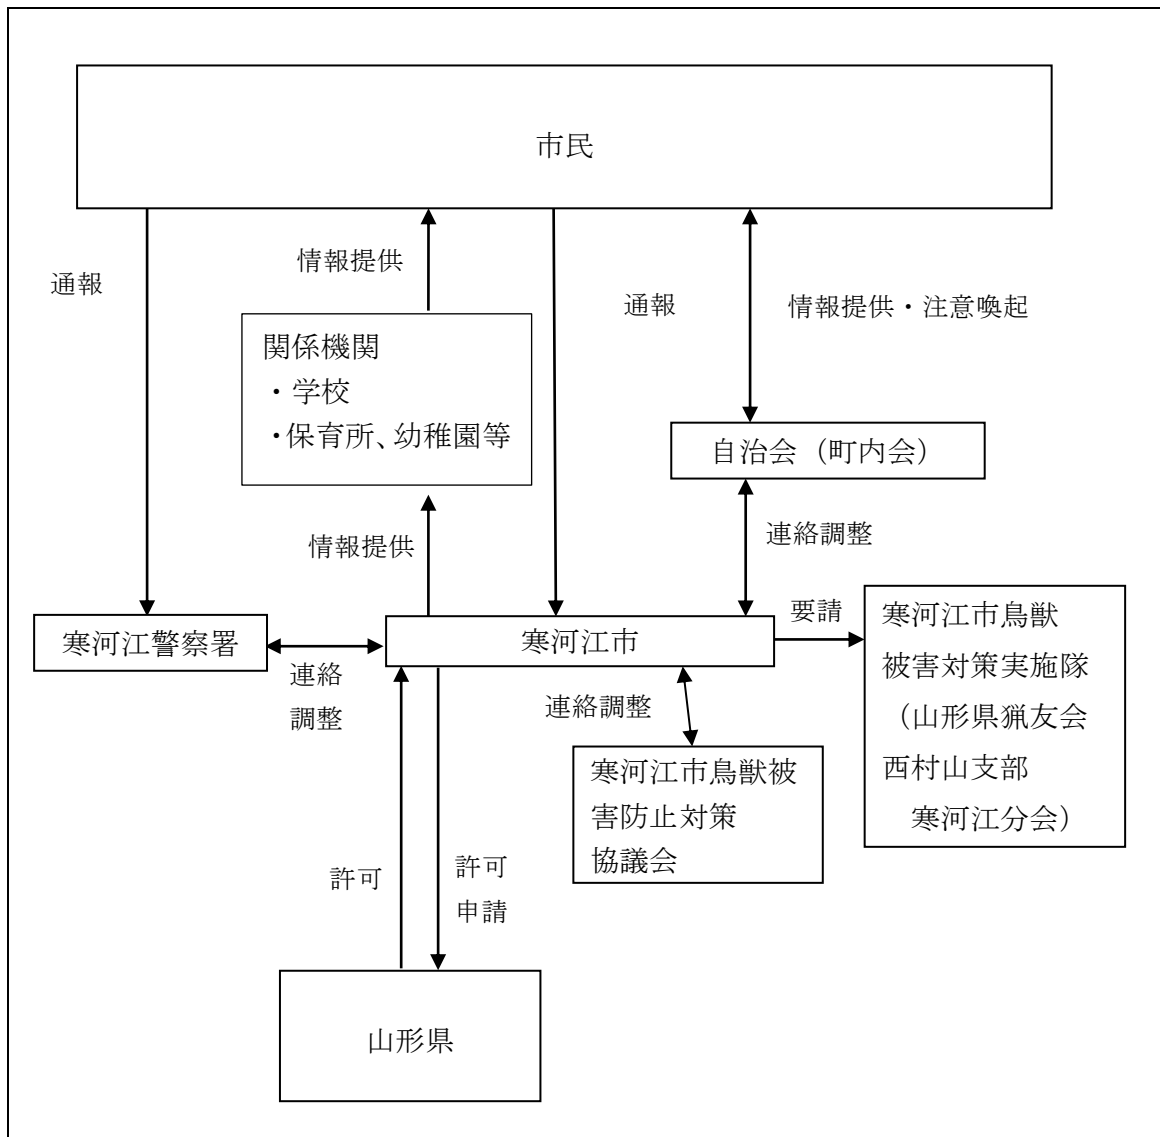 市民
通報
情報提供
通報
情報提供・注意喚起
関係機関
・学校
・保育所、幼稚園等
自治会（町内会）
情報提供
連絡調整
寒河江警察署
連絡
調整
寒河江市
要請
寒河江市鳥獣
被害対策実施隊
（山形県猟友会
西村山支部
寒河江分会）
連絡調整
寒河江市鳥獣被
害防止対策
協議会
許可
許可
申請
山形県